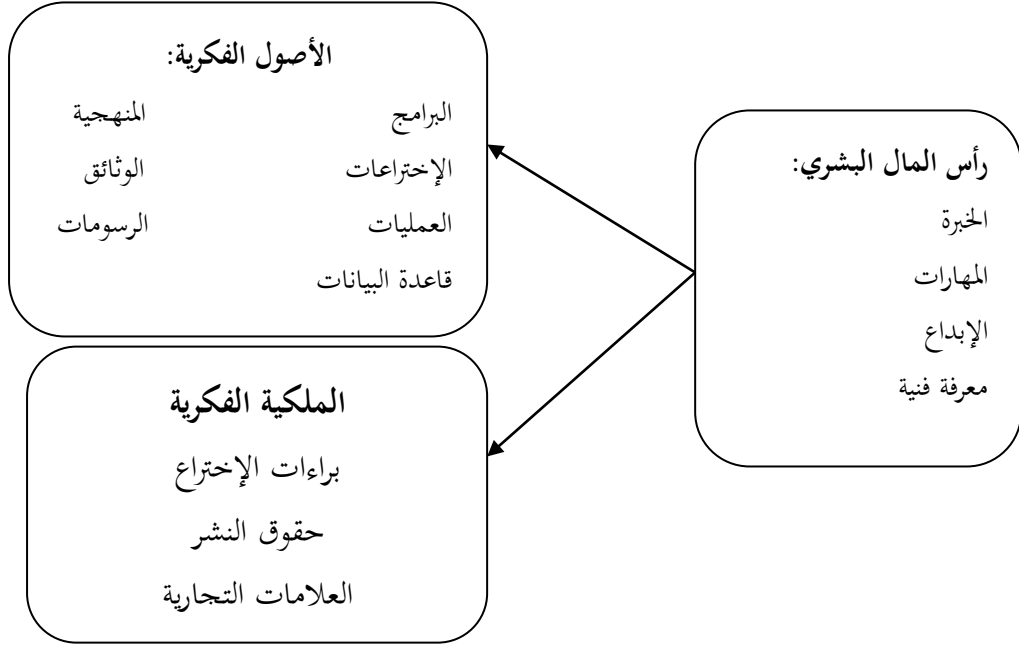 رأس المال البشري:
الخبرة
المهارات
الإبداع
معرفة فنية
الأصول الفكرية:
البرامج المنهجية
الإختراعات الوثائق
العمليات الرسومات
قاعدة البيانات
الملكية الفكرية
براءات الإختراع
حقوق النشر
العلامات التجارية